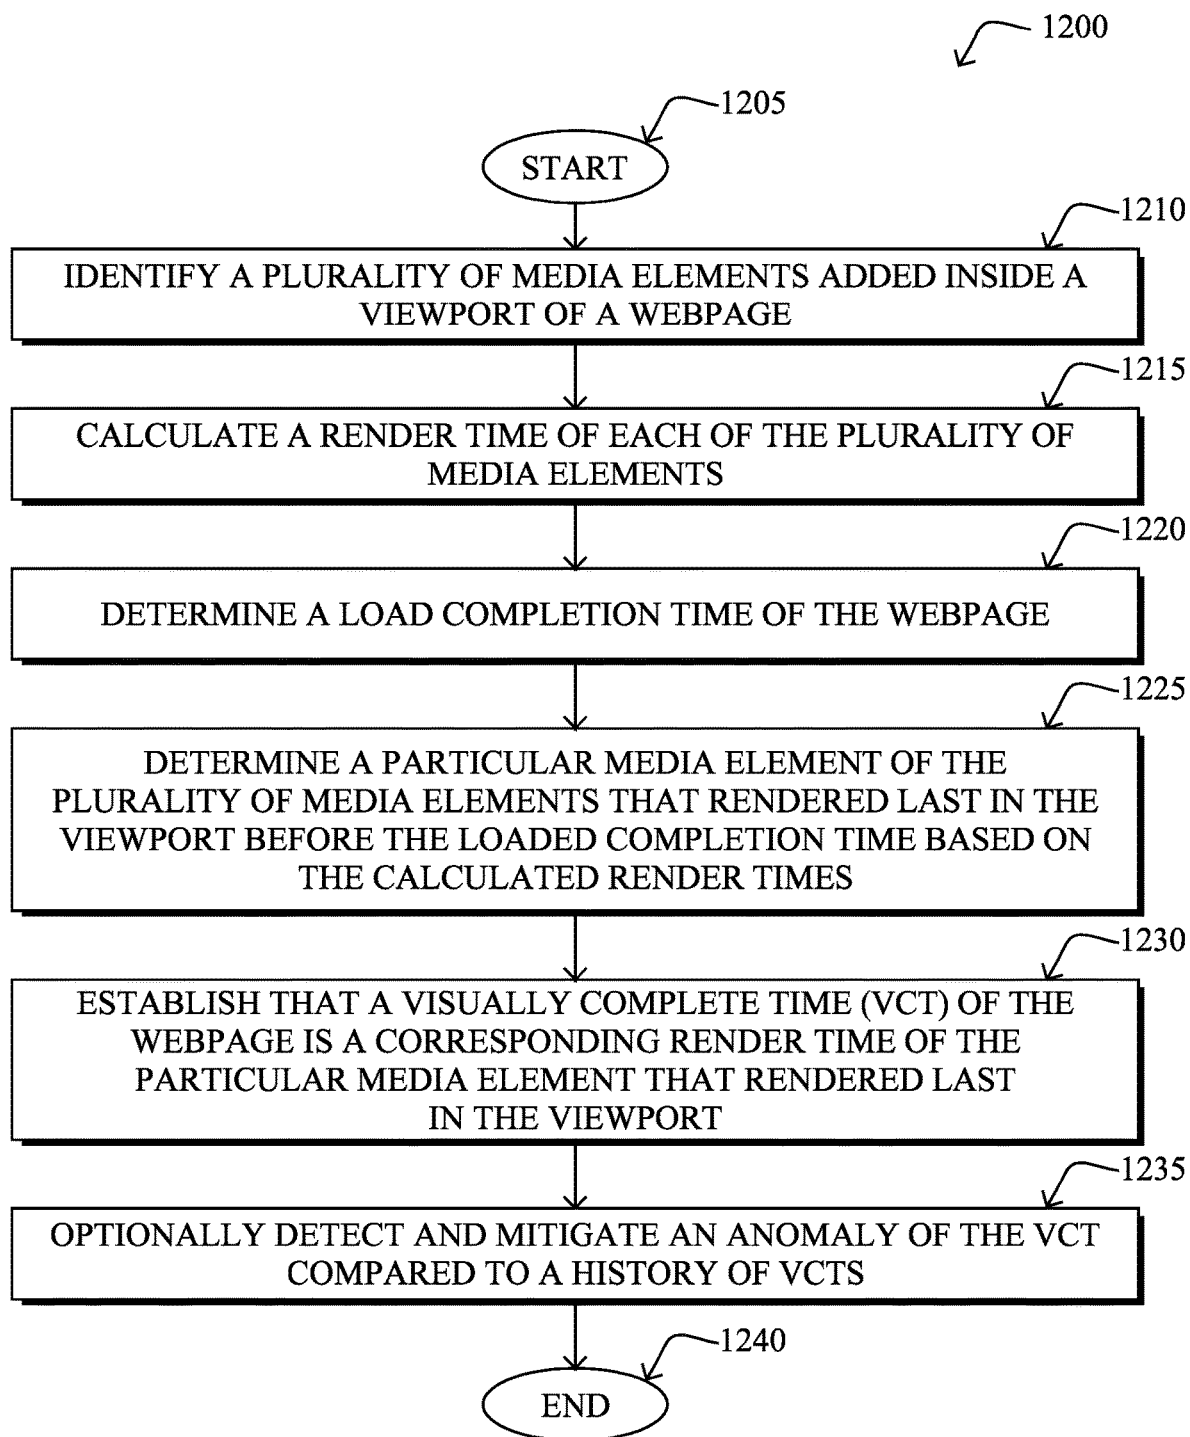 1200
1205
START
1210
IDENTIFY A PLURALITY OF MEDIA ELEMENTS ADDED INSIDE A
VIEWPORT OF A WEBPAGE
1215
CALCULATE A RENDER TIME OF EACH OF THE PLURALITY OF
MEDIA ELEMENTS
1220
DETERMINE A LOAD COMPLETION TIME OF THE WEBPAGE
1225
DETERMINE A PARTICULAR MEDIA ELEMENT OF THE
PLURALITY OF MEDIA ELEMENTS THAT RENDERED LAST IN THE
VIEWPORT BEFORE THE LOADED COMPLETION TIME BASED ON
THE CALCULATED RENDER TIMES
1230
ESTABLISH THAT A VISUALLY COMPLETE TIME (VCT) OF THE
WEBPAGE IS A CORRESPONDING RENDER TIME OF THE
PARTICULAR MEDIA ELEMENT THAT RENDERED LAST
IN THE VIEWPORT
1235
OPTIONALLY DETECT AND MITIGATE AN ANOMALY OF THE VCT
COMPARED TO A HISTORY OF VCTS
1240
END